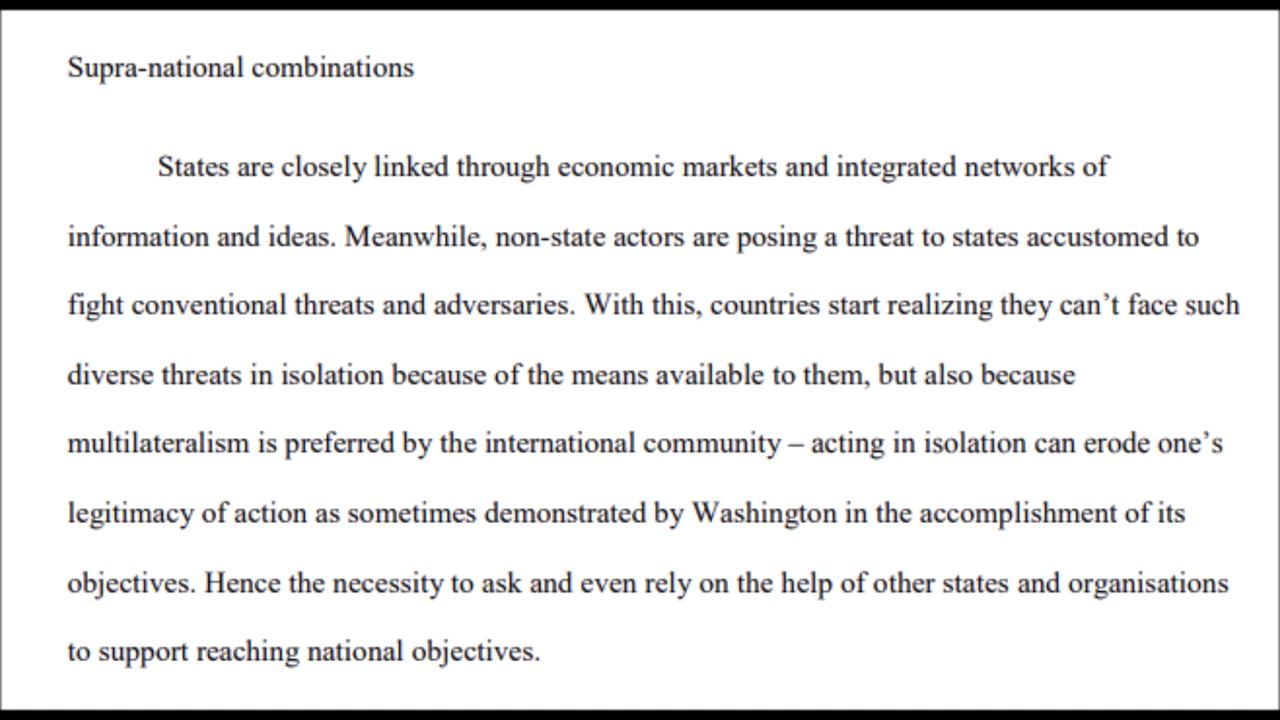 Supra-national combinations
States are closely linked through economic markets and integrated networks of
information and ideas. Meanwhile, non-state actors are posing a threat to states accustomed to
fight conventional threats and adversaries. With this, countries start realizing they can’t face such
diverse threats in isolation because of the means available to them, but also because
multilateralism is preferred by the international community – acting in isolation can erode one’s
legitimacy of action as sometimes demonstrated by Washington in the accomplishment of its
objectives. Hence the necessity to ask and even rely on the help of other states and organisations
to support reaching national objectives.